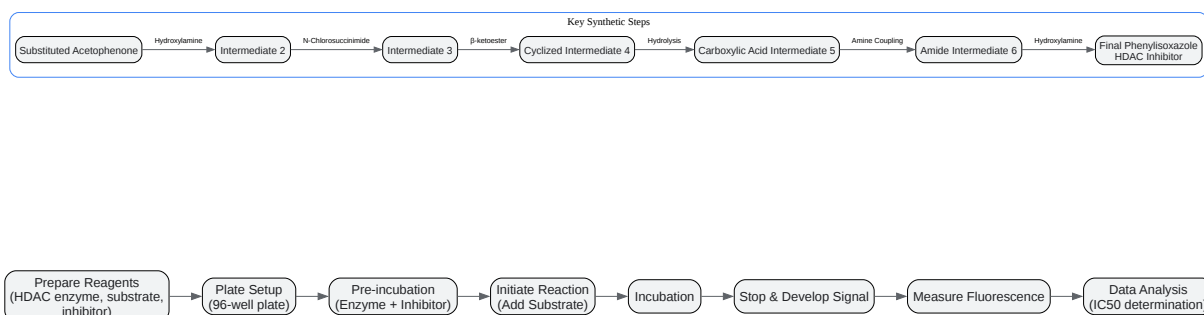 Key Synthetic Steps
Substituted Acetophenone
Hydroxylamine
Intermediate 2
N-Chlorosuccinimide
Intermediate 3
β-ketoester
Cyclized Intermediate 4
Hydrolysis
Carboxylic Acid Intermediate 5
Amine Coupling
Amide Intermediate 6
Hydroxylamine
Final Phenylisoxazole
HDAC Inhibitor
Prepare Reagents
(HDAC enzyme, substrate,
inhibitor)
Plate Setup
(96-well plate)
Pre-incubation
(Enzyme + Inhibitor)
Initiate Reaction
(Add Substrate)
Incubation
Stop & Develop Signal
Measure Fluorescence
Data Analysis
(IC50 determination)